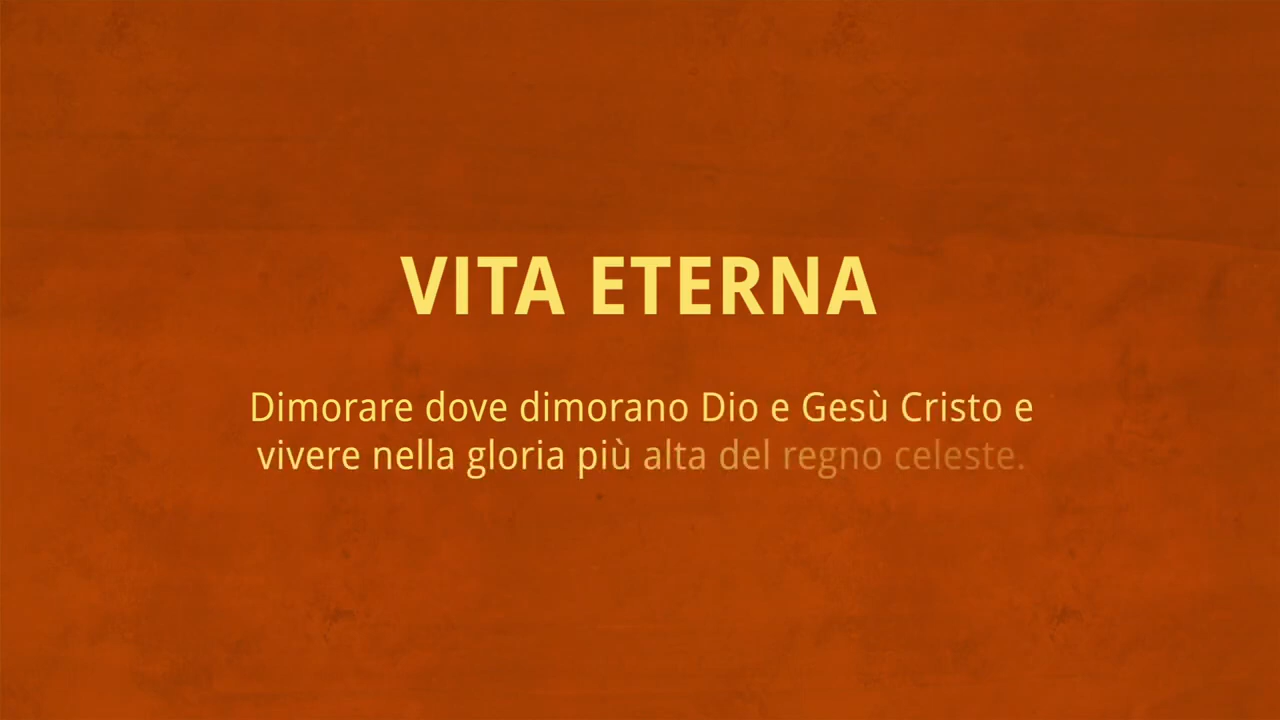 VITA ETERNA
Dimorare dove dimorano Dio e Gesù Cristo e
vivere nella gloria più alta del regno celeste.